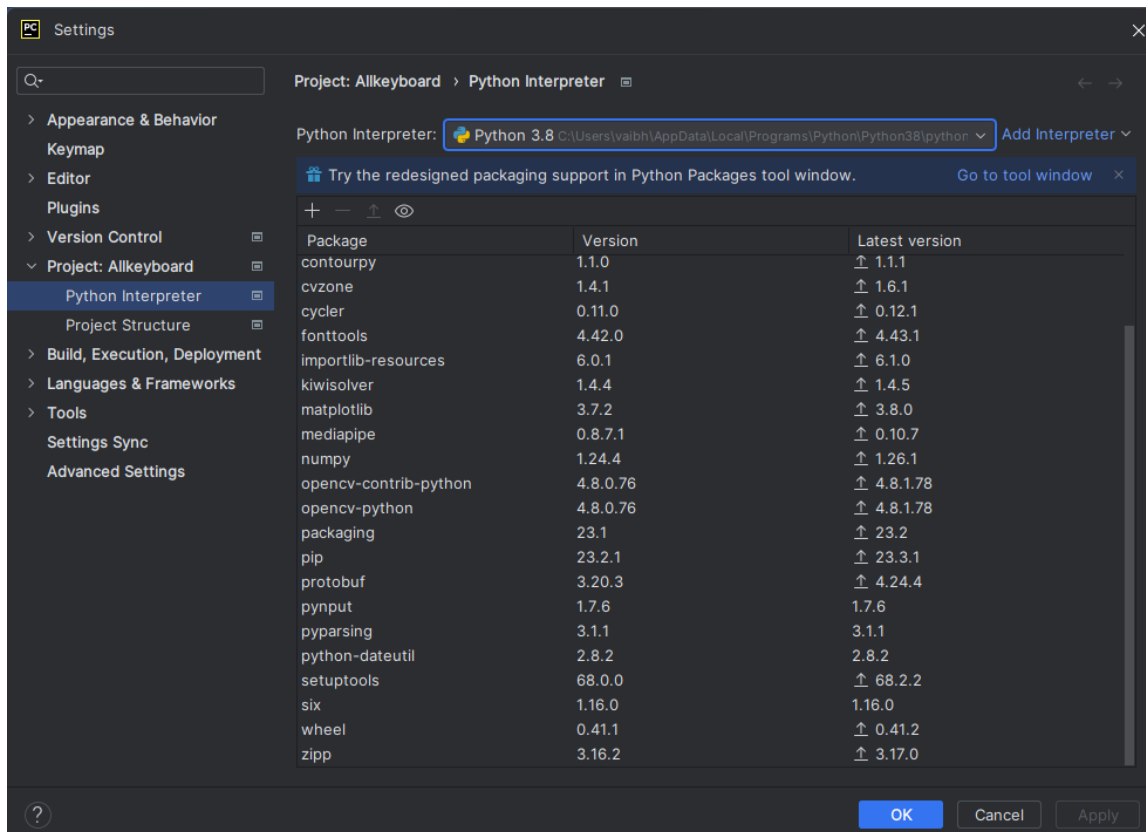 PC Settings
Project: Allkeyboard › Python Interpreter
Appearance & Behavior
Keymap
Editor
Plugins
Version Control
Project: Allkeyboard
Python Interpreter
Project Structure
Build, Execution, Deployment
Languages & Frameworks
Tools
Settings Sync
Advanced Settings
Python Interpreter: Python 3.8 C:\Users\vaibh\AppData\Local\Programs\Python\Python38\python Add Interpreter
Try the redesigned packaging support in Python Packages tool window. Go to tool window
Package Version Latest version
contourpy 1.1.0 1.1.1
cvzone 1.4.1 1.6.1
cycler 0.11.0 0.12.1
fonttools 4.42.0 4.43.1
importlib-resources 6.0.1 6.1.0
kiwisolver 1.4.4 1.4.5
matplotlib 3.7.2 3.8.0
mediapipe 0.8.7.1 0.10.7
numpy 1.24.4 1.26.1
opencv-contrib-python 4.8.0.76 4.8.1.78
opencv-python 4.8.0.76 4.8.1.78
packaging 23.1 23.2
pip 23.2.1 23.3.1
protobuf 3.20.3 4.24.4
pynput 1.7.6 1.7.6
pyparsing 3.1.1 3.1.1
python-dateutil 2.8.2 2.8.2
setuptools 68.0.0 68.2.2
six 1.16.0 1.16.0
wheel 0.41.1 0.41.2
zipp 3.16.2 3.17.0
? OK Cancel Apply